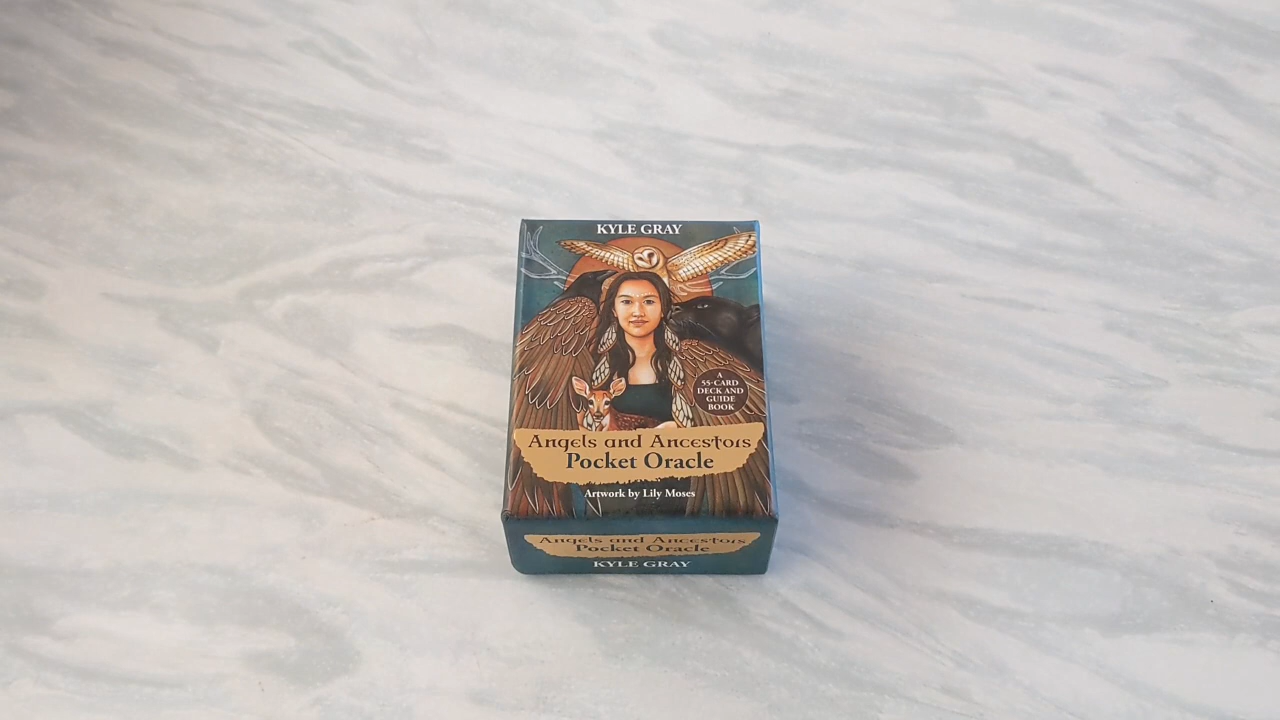 KYLE GRAY
A
55-CARD
DECK AND
GUIDE
BOOK
Angels and Ancestors
Pocket Oracle
Artwork by Lily Moses
Angels and Ancestors
Pocket Oracle
KYLE GRAY